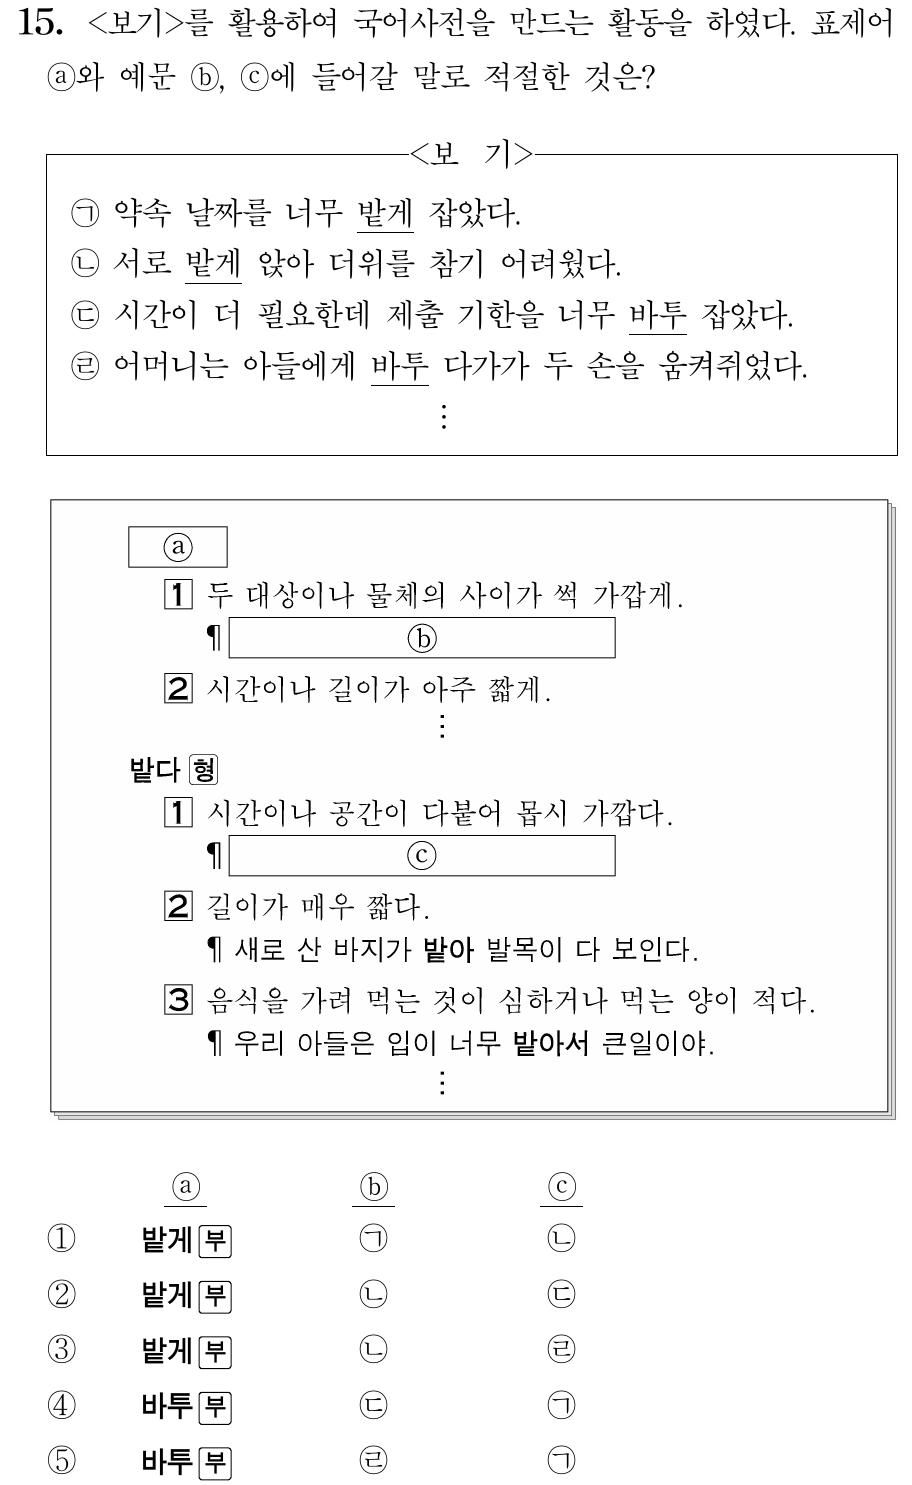 15. <보기>를 활용하여 국어사전을 만드는 활동을 하였다. 표제어
ⓐ와 예문 ⓑ, ⓒ에 들어갈 말로 적절한 것은?
<보 기>
㉠ 약속 날짜를 너무 밭게 잡았다.
㉡ 서로 밭게 앉아 더위를 참기 어려웠다.
㉢ 시간이 더 필요한데 제출 기한을 너무 바투 잡았다.
㉣ 어머니는 아들에게 바투 다가가 두 손을 움켜쥐었다.
⋮
ⓐ
1 두 대상이나 물체의 사이가 썩 가깝게.
¶ ⓑ
2 시간이나 길이가 아주 짧게.
⋮
밭다 형
1 시간이나 공간이 다붙어 몹시 가깝다.
¶ ⓒ
2 길이가 매우 짧다.
¶ 새로 산 바지가 밭아 발목이 다 보인다.
3 음식을 가려 먹는 것이 심하거나 먹는 양이 적다.
¶ 우리 아들은 입이 너무 밭아서 큰일이야.
⋮
ⓐ ⓑ ⓒ
① 밭게 부 ㉠ ㉡
② 밭게 부 ㉡ ㉢
③ 밭게 부 ㉡ ㉣
④ 바투 부 ㉢ ㉠
⑤ 바투 부 ㉣ ㉠